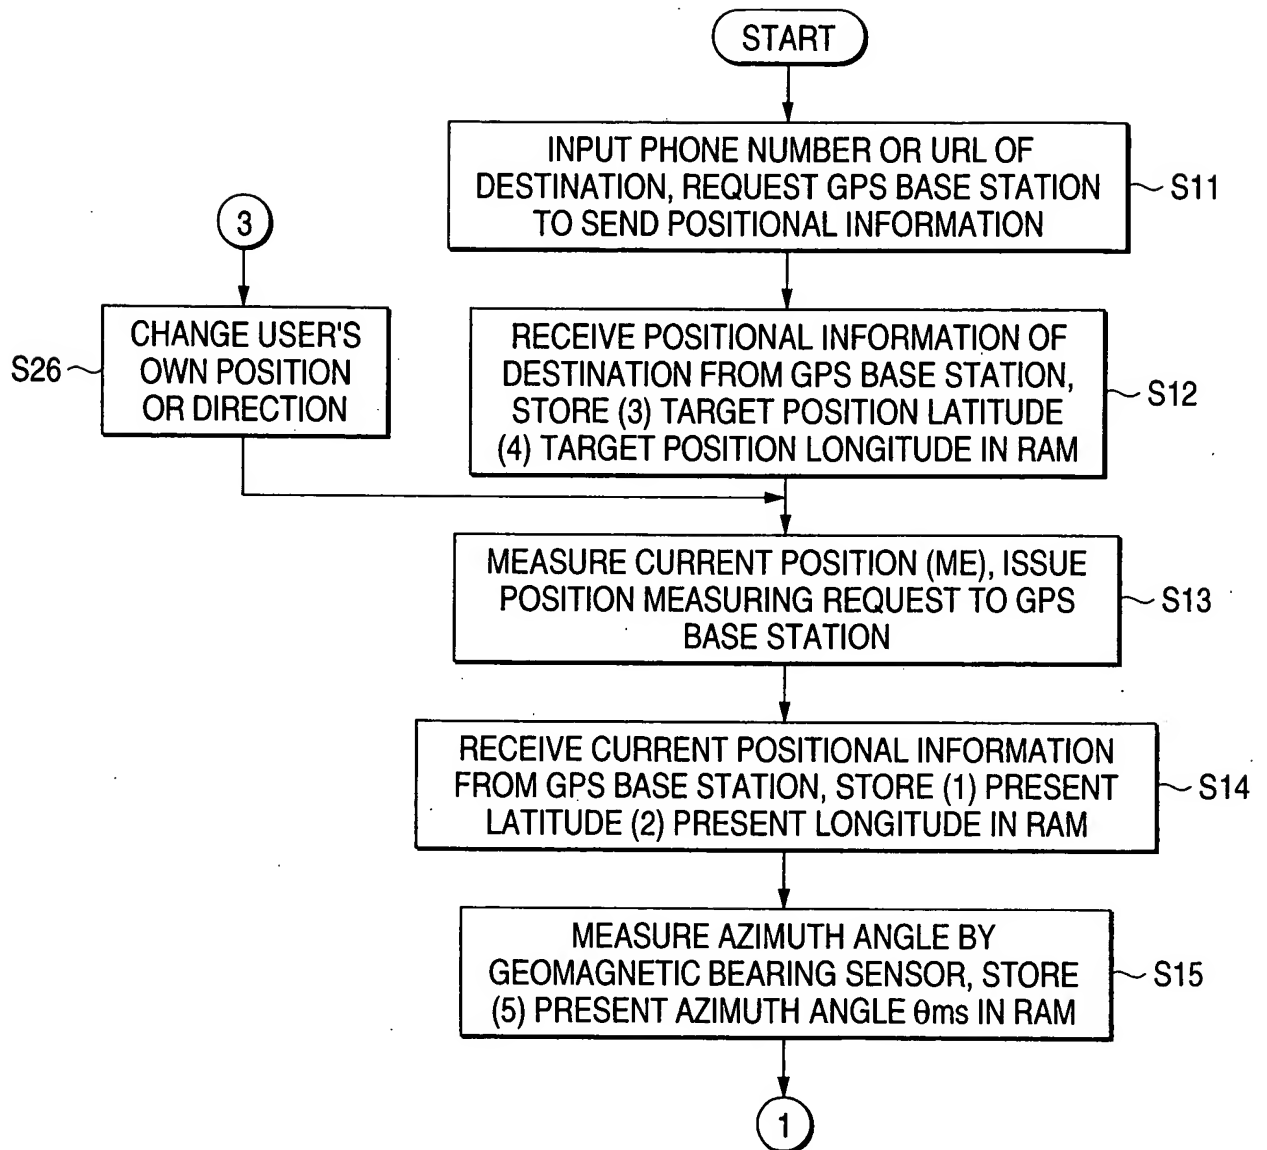 START
INPUT PHONE NUMBER OR URL OF
DESTINATION, REQUEST GPS BASE STATION
TO SEND POSITIONAL INFORMATION
S11
3
CHANGE USER'S
OWN POSITION
OR DIRECTION
S26
RECEIVE POSITIONAL INFORMATION OF
DESTINATION FROM GPS BASE STATION,
STORE (3) TARGET POSITION LATITUDE
(4) TARGET POSITION LONGITUDE IN RAM
S12
MEASURE CURRENT POSITION (ME), ISSUE
POSITION MEASURING REQUEST TO GPS
BASE STATION
S13
RECEIVE CURRENT POSITIONAL INFORMATION
FROM GPS BASE STATION, STORE (1) PRESENT
LATITUDE (2) PRESENT LONGITUDE IN RAM
S14
MEASURE AZIMUTH ANGLE BY
GEOMAGNETIC BEARING SENSOR, STORE
(5) PRESENT AZIMUTH ANGLE θms IN RAM
S15
1